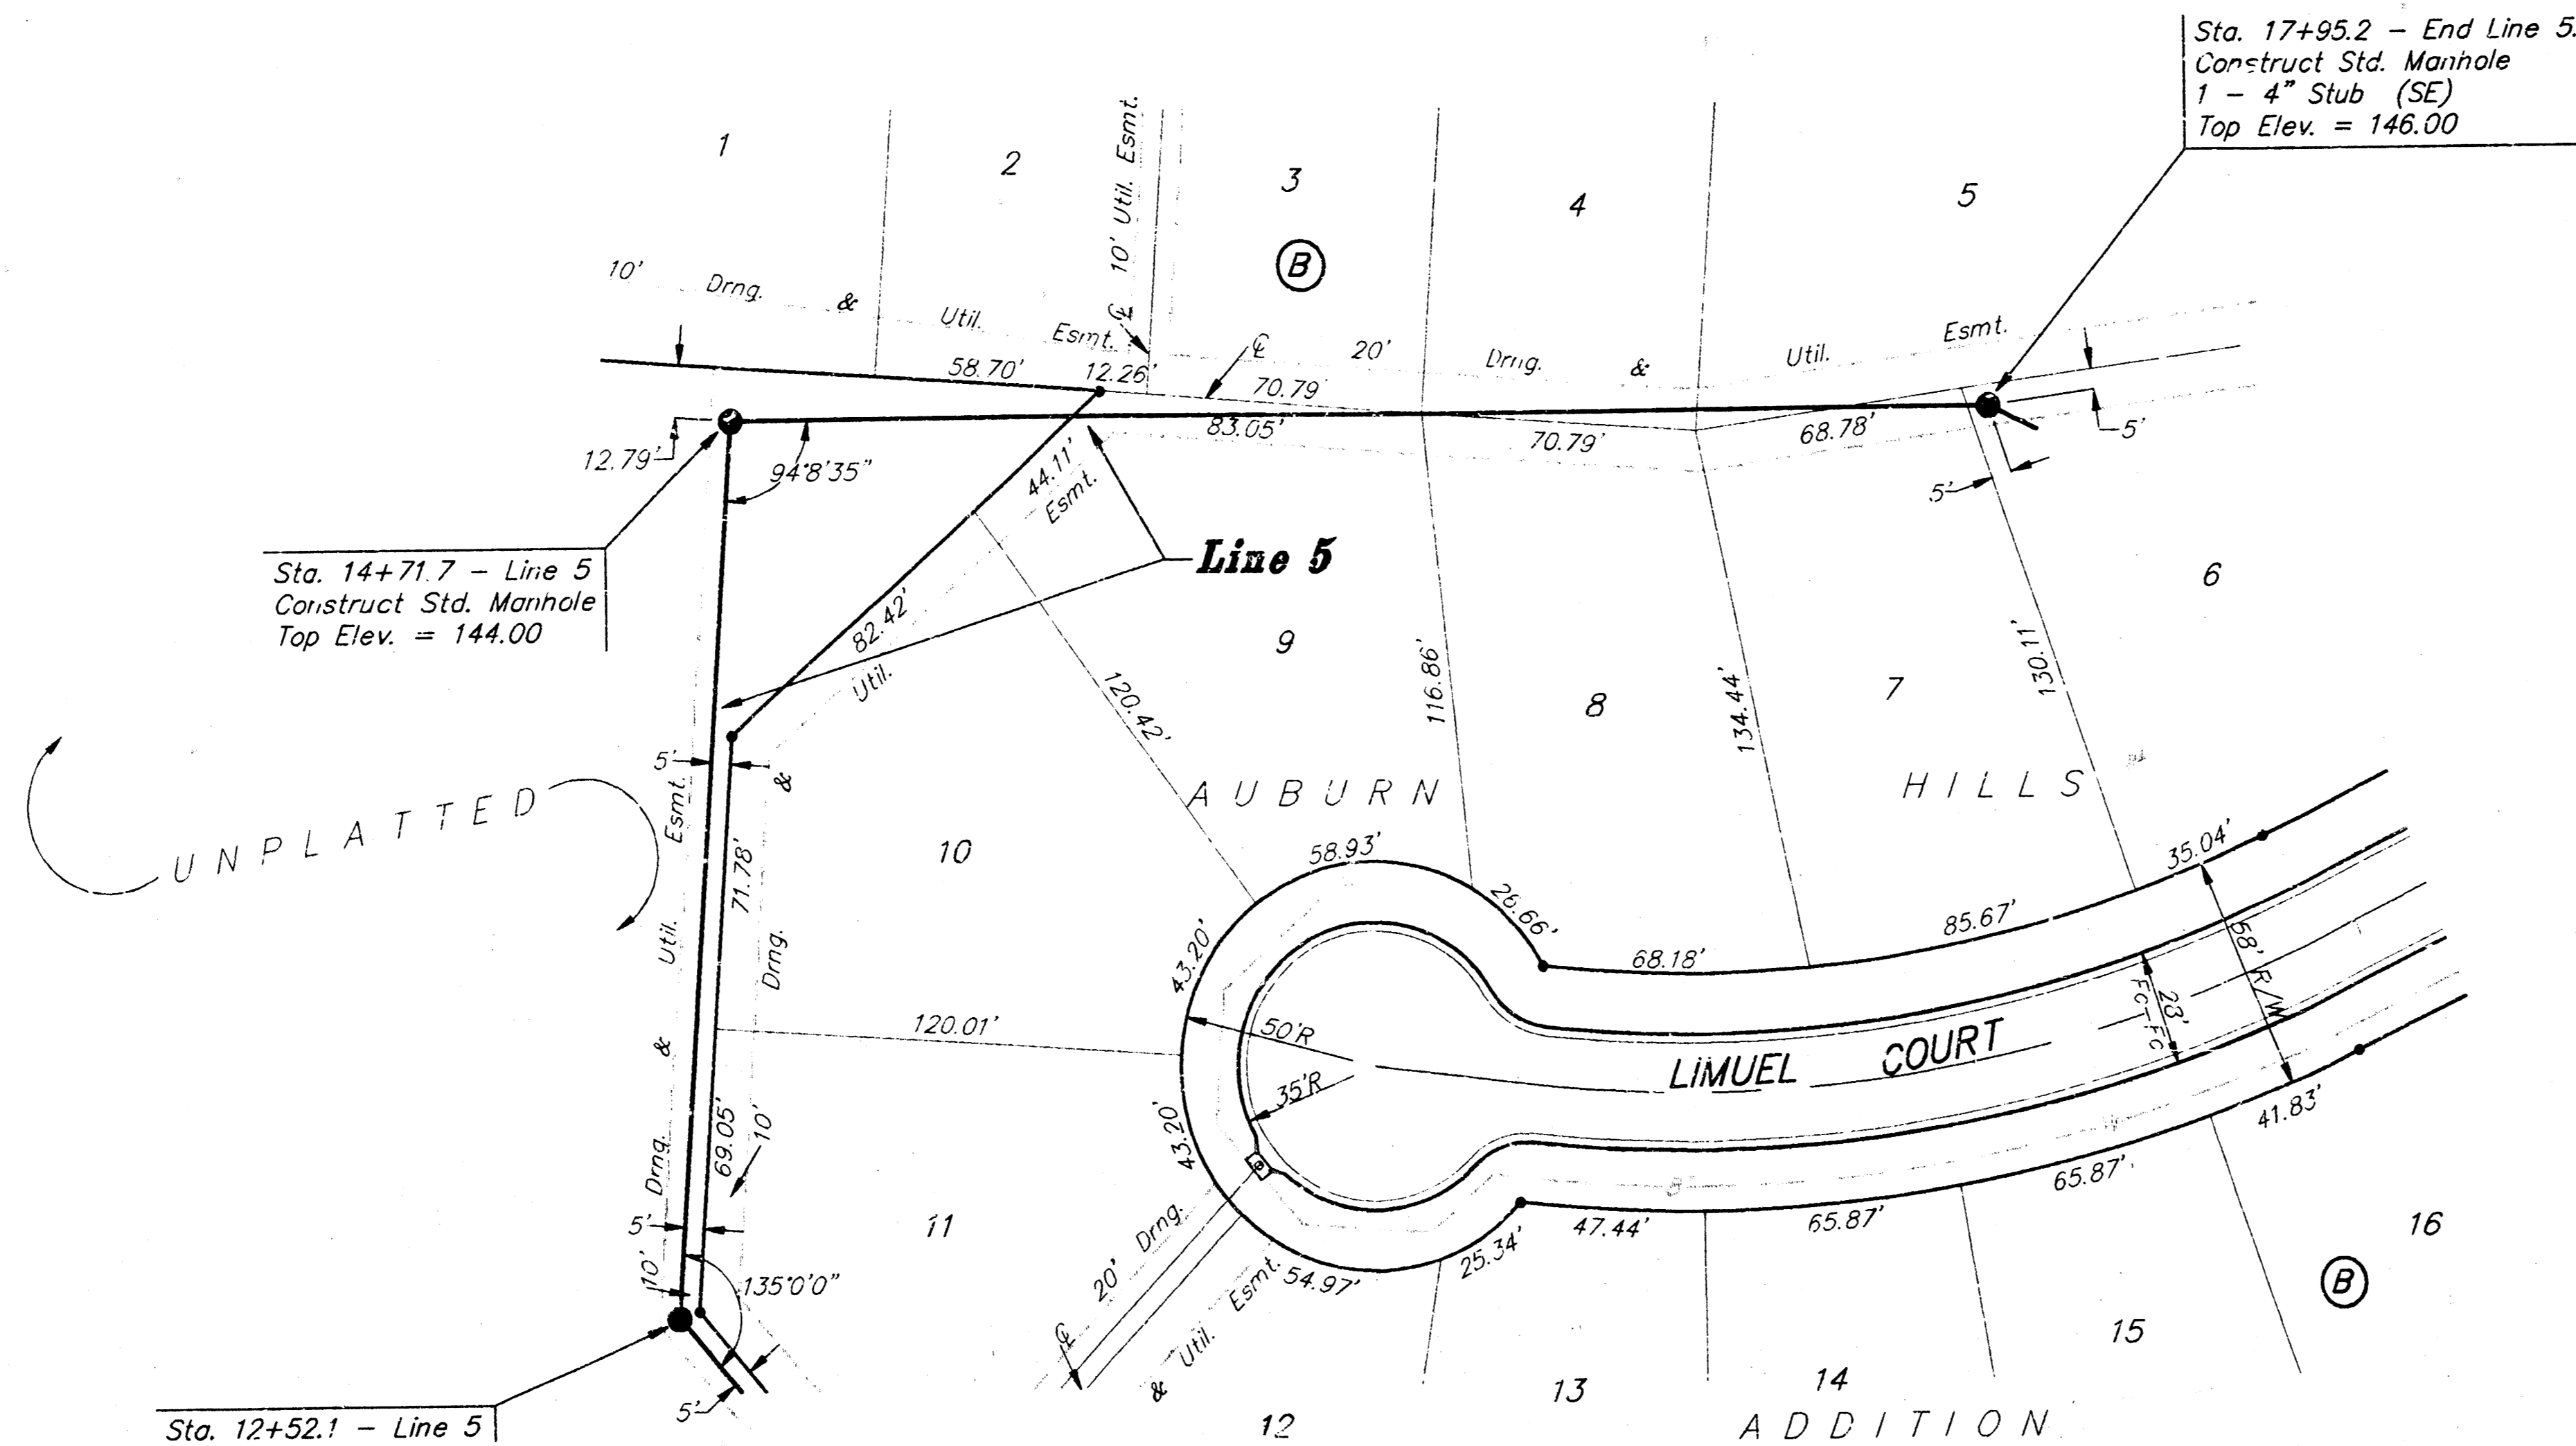 Sta. 17+95.2 – End Line 5.
Construct Std. Manhole
1 – 4" Stub (SE)
Top Elev. = 146.00
1
2
3
4
5
℄ 10' Util. Esmt.
B
10' Drng. & Util. Esmt.
℄ 20' Drng. & Util. Esmt.
58.70'
12.26'
70.79'
83.05'
70.79'
68.78'
5'
5'
12.79'
94°8'35"
44.11'
Esmt.
Line 5
Sta. 14+71.7 – Line 5
Construct Std. Manhole
Top Elev. = 144.00
82.42'
Util.
&
Drng.
9
6
120.42'
116.86'
8
134.44'
7
130.11'
5'
UNPLATTED
AUBURN HILLS
10
71.78'
10' Drng. & Util. Esmt.
58.93'
26.66'
43.20'
68.18'
85.67'
35.04'
58' R/W
23'
FC-FC
120.01'
50'R
35'R
LIMUEL COURT
69.05'
10'
43.20'
41.83'
65.87'
65.87'
47.44'
25.34'
54.97'
5'
11
16
B
135°0'0"
℄ 20' Drng.
& Util. Esmt.
5'
15
14
13
12
Sta. 12+52.1 – Line 5
ADDITION